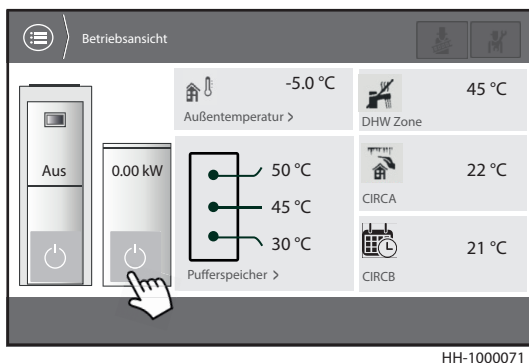 Betriebsansicht
Aus
0.00 kW
-5.0 °C
Außentemperatur >
50 °C
45 °C
30 °C
Pufferspeicher >
45 °C
DHW Zone
22 °C
CIRCA
21 °C
CIRCB
HH-1000071